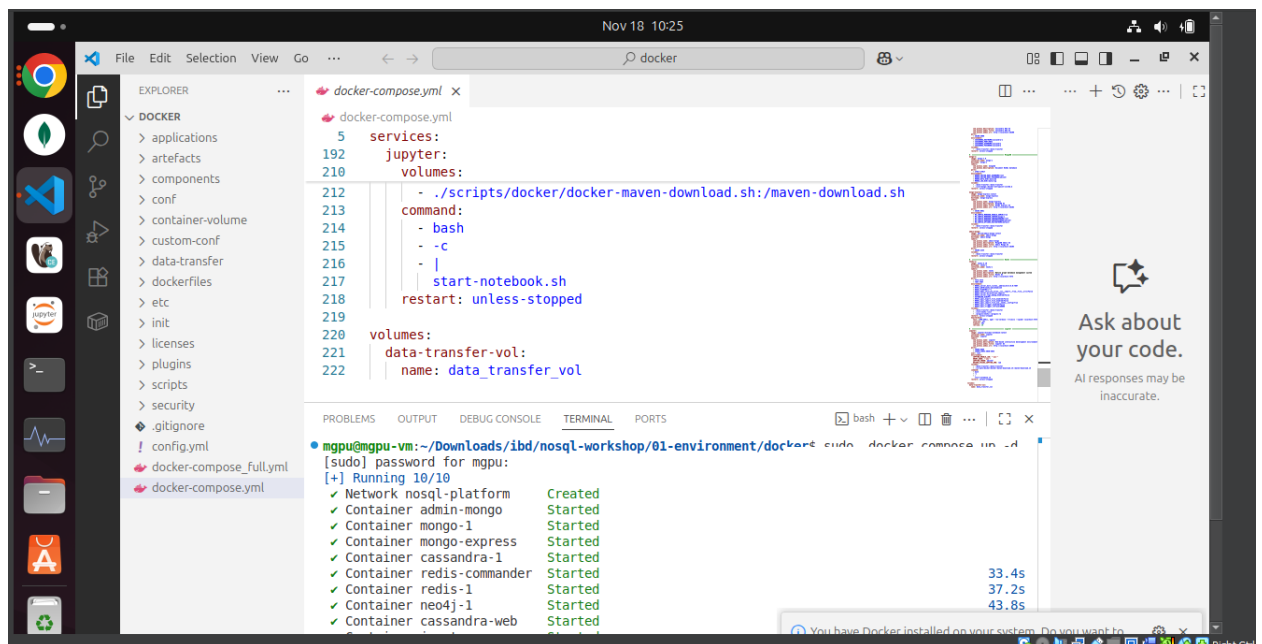 Nov 18 10:25
File Edit Selection View Go ··· docker
EXPLORER ···
DOCKER
applications
artefacts
components
conf
container-volume
custom-conf
data-transfer
dockerfiles
etc
init
licenses
plugins
scripts
security
.gitignore
config.yml
docker-compose_full.yml
docker-compose.yml
docker-compose.yml
docker-compose.yml
5 services:
192 jupyter:
210 volumes:
212 - ./scripts/docker/docker-maven-download.sh:/maven-download.sh
213 command:
214 - bash
215 - -c
216 - |
217 start-notebook.sh
218 restart: unless-stopped
219
220 volumes:
221 data-transfer-vol:
222 name: data_transfer_vol
PROBLEMS OUTPUT DEBUG CONSOLE TERMINAL PORTS bash
mgpu@mgpu-vm:~/Downloads/ibd/nosql-workshop/01-environment/docker$ sudo docker compose up -d
[sudo] password for mgpu:
[+] Running 10/10
✔ Network nosql-platform Created
✔ Container admin-mongo Started
✔ Container mongo-1 Started
✔ Container mongo-express Started
✔ Container cassandra-1 Started
✔ Container redis-commander Started 33.4s
✔ Container redis-1 Started 37.2s
✔ Container neo4j-1 Started 43.8s
✔ Container cassandra-web Started
Ask about
your code.
AI responses may be
inaccurate.
You have Docker installed on your system. Do you want to
jupyter
Right Ctrl